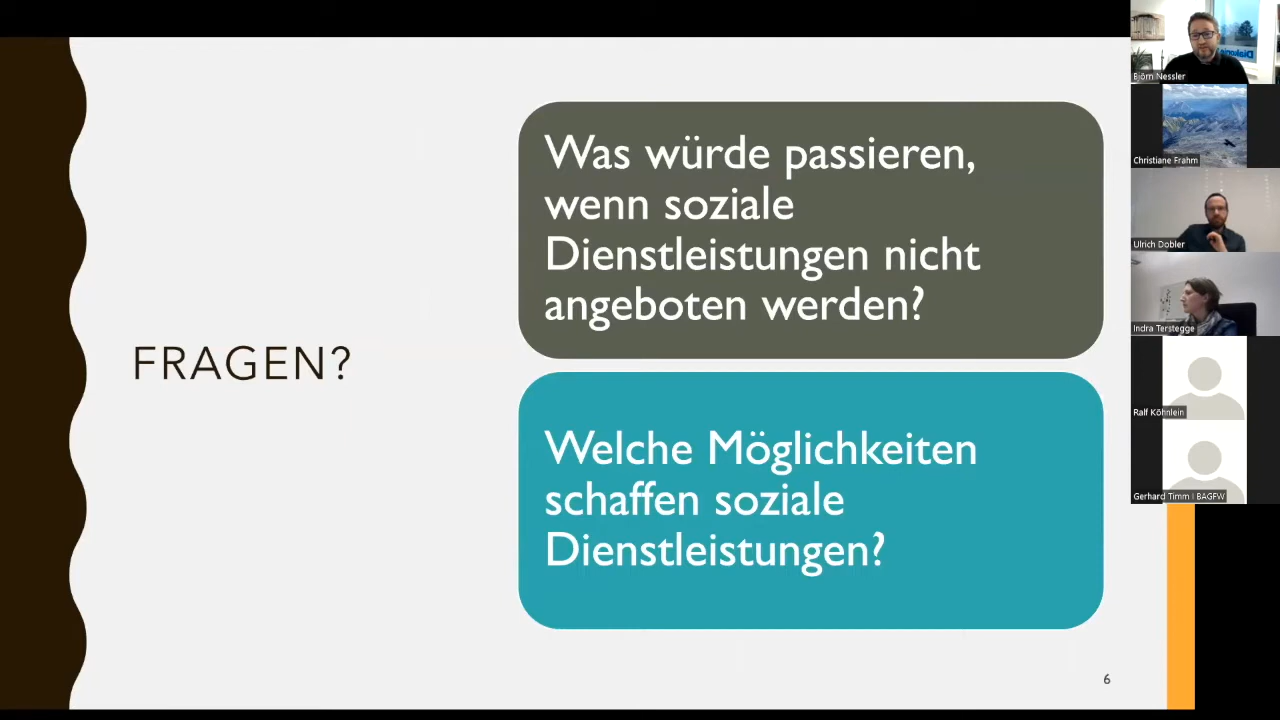 FRAGEN?
Was würde passieren,
wenn soziale
Dienstleistungen nicht
angeboten werden?
Welche Möglichkeiten
schaffen soziale
Dienstleistungen?
6
Diakonie
Björn Nessler
Christiane Frahm
Ulrich Dobler
Indra Terstegge
Ralf Köhnlein
Gerhard Timm | BAGFW